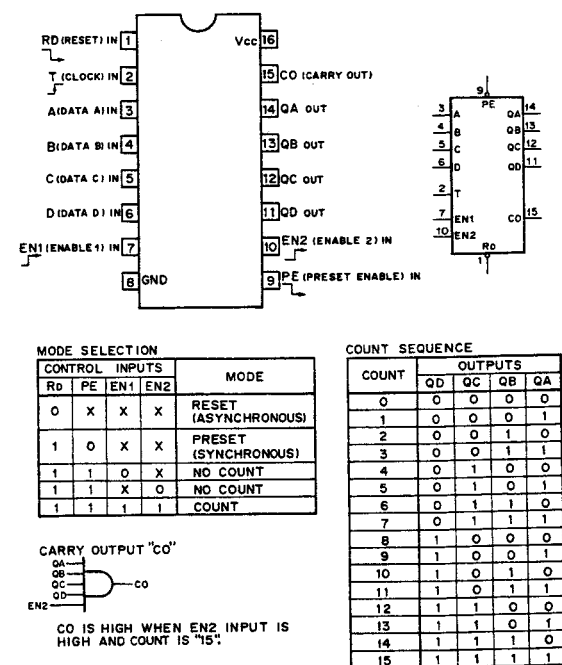 RD (RESET) IN 1
T (CLOCK) IN 2
A(DATA A) IN 3
B(DATA B) IN 4
C(DATA C) IN 5
D(DATA D) IN 6
EN1 (ENABLE 1) IN 7
8 GND
Vcc 16
15 CO (CARRY OUT)
14 QA OUT
13 QB OUT
12 QC OUT
11 QD OUT
10 EN2 (ENABLE 2) IN
9 PE (PRESET ENABLE) IN
9
PE
3 A QA 14
4 B QB 13
5 C QC 12
6 D QD 11
2 T
7 EN1 CO 15
10 EN2
RD
1
MODE SELECTION
CONTROL INPUTS MODE
RD PE EN1 EN2
0 X X X RESET
(ASYNCHRONOUS)
1 0 X X PRESET
(SYNCHRONOUS)
1 1 0 X NO COUNT
1 1 X 0 NO COUNT
1 1 1 1 COUNT
CARRY OUTPUT "CO"
QA
QB
QC
QD
EN2
CO
CO IS HIGH WHEN EN2 INPUT IS
HIGH AND COUNT IS "15".
COUNT SEQUENCE
COUNT OUTPUTS
QD QC QB QA
0 0 0 0 0
1 0 0 0 1
2 0 0 1 0
3 0 0 1 1
4 0 1 0 0
5 0 1 0 1
6 0 1 1 0
7 0 1 1 1
8 1 0 0 0
9 1 0 0 1
10 1 0 1 0
11 1 0 1 1
12 1 1 0 0
13 1 1 0 1
14 1 1 1 0
15 1 1 1 1